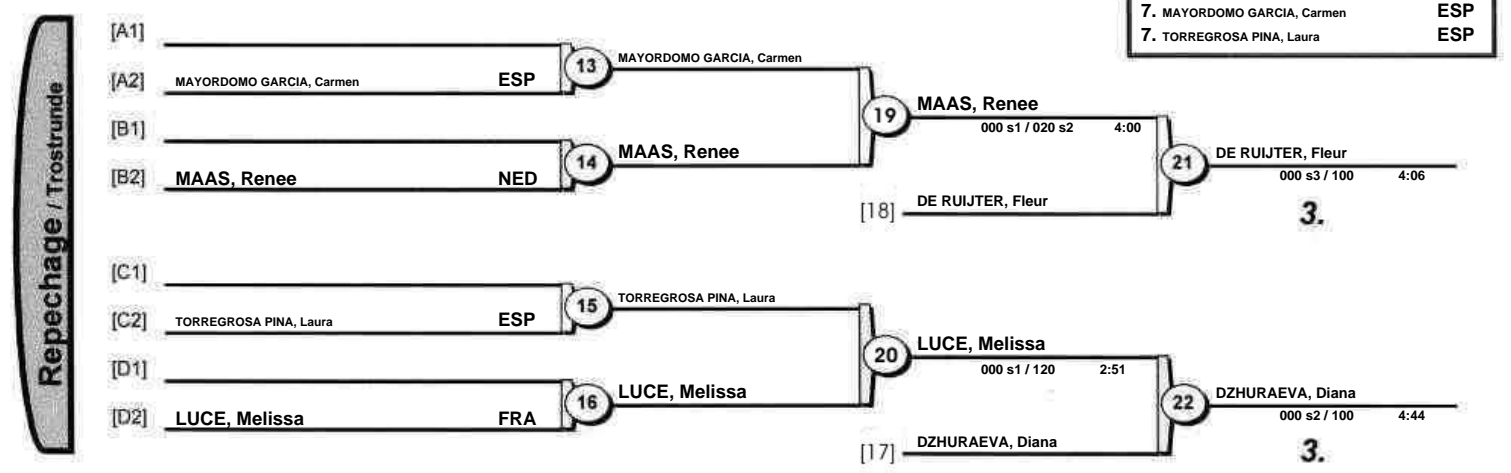 7. MAYORDOMO GARCIA, Carmen ESP
7. TORREGROSA PINA, Laura ESP
Repechage / Trostrunde
[A1]
[A2] MAYORDOMO GARCIA, Carmen ESP
13 MAYORDOMO GARCIA, Carmen
[B1]
[B2] MAAS, Renee NED
14 MAAS, Renee
19 MAAS, Renee
000 s1 / 020 s2 4:00
[18] DE RUIJTER, Fleur
21 DE RUIJTER, Fleur
000 s3 / 100 4:06
3.
[C1]
[C2] TORREGROSA PINA, Laura ESP
15 TORREGROSA PINA, Laura
[D1]
[D2] LUCE, Melissa FRA
16 LUCE, Melissa
20 LUCE, Melissa
000 s1 / 120 2:51
[17] DZHURAEVA, Diana
22 DZHURAEVA, Diana
000 s2 / 100 4:44
3.